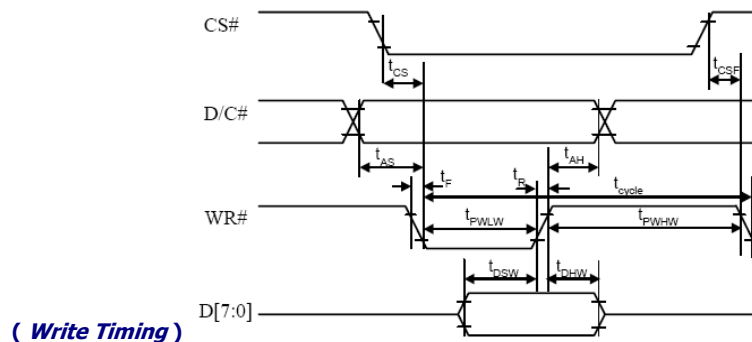 CS#
tCS
tCSF
D/C#
tAS
tAH
tF
tR
tcycle
WR#
tPWLW
tPWHW
tDSW
tDHW
D[7:0]
( Write Timing )